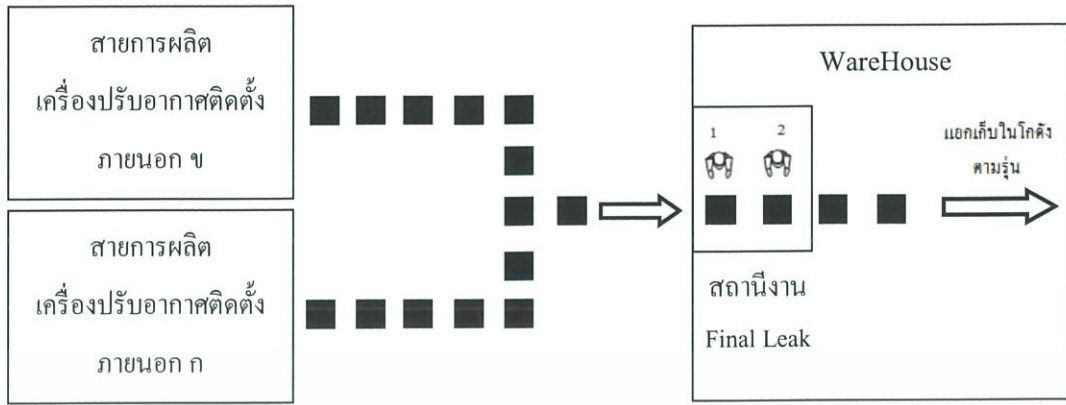 สายการผลิต
เครื่องปรับอากาศติดตั้ง
ภายนอก ข
สายการผลิต
เครื่องปรับอากาศติดตั้ง
ภายนอก ก
WareHouse
1 2
แยกเก็บในโกดัง
ตามรุ่น
สถานีงาน
Final Leak